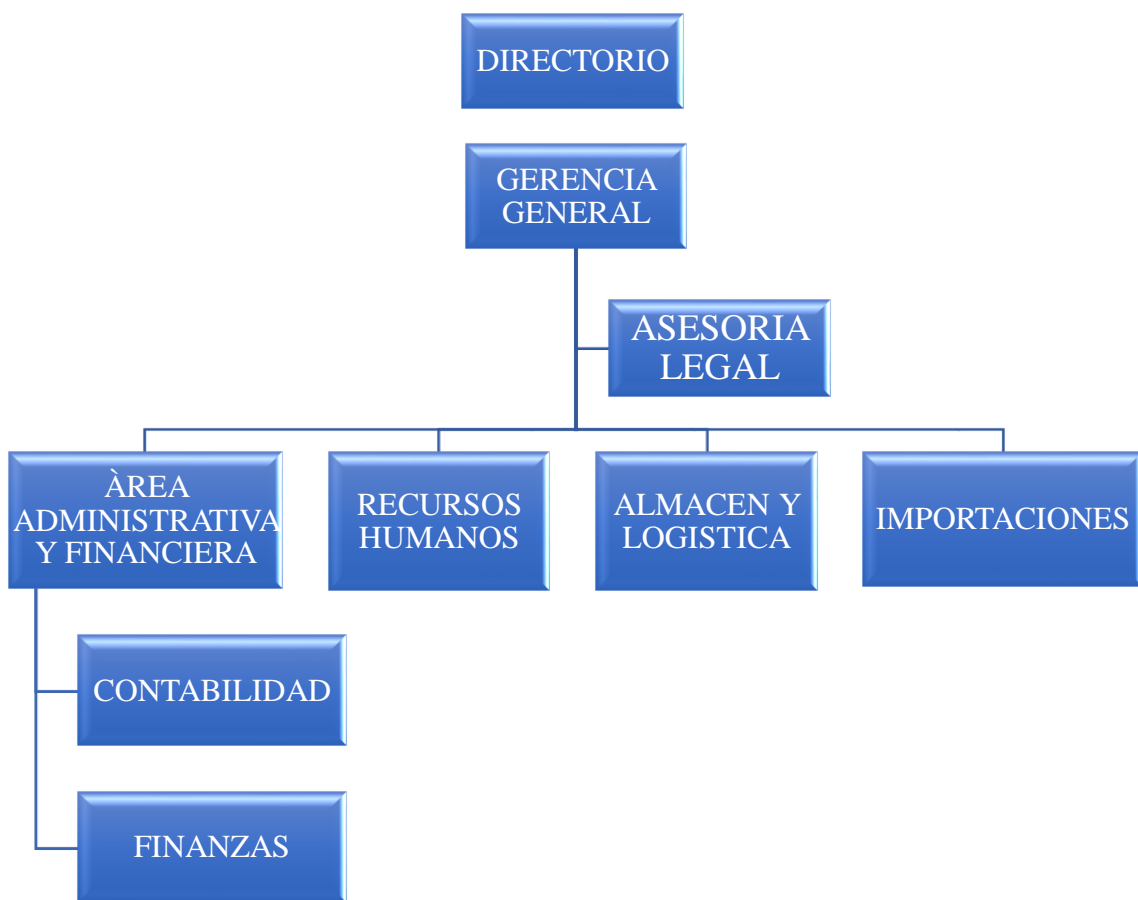 DIRECTORIO
GERENCIA
GENERAL
ASESORIA
LEGAL
ÀREA
ADMINISTRATIVA
Y FINANCIERA
RECURSOS
HUMANOS
ALMACEN Y
LOGISTICA
IMPORTACIONES
CONTABILIDAD
FINANZAS